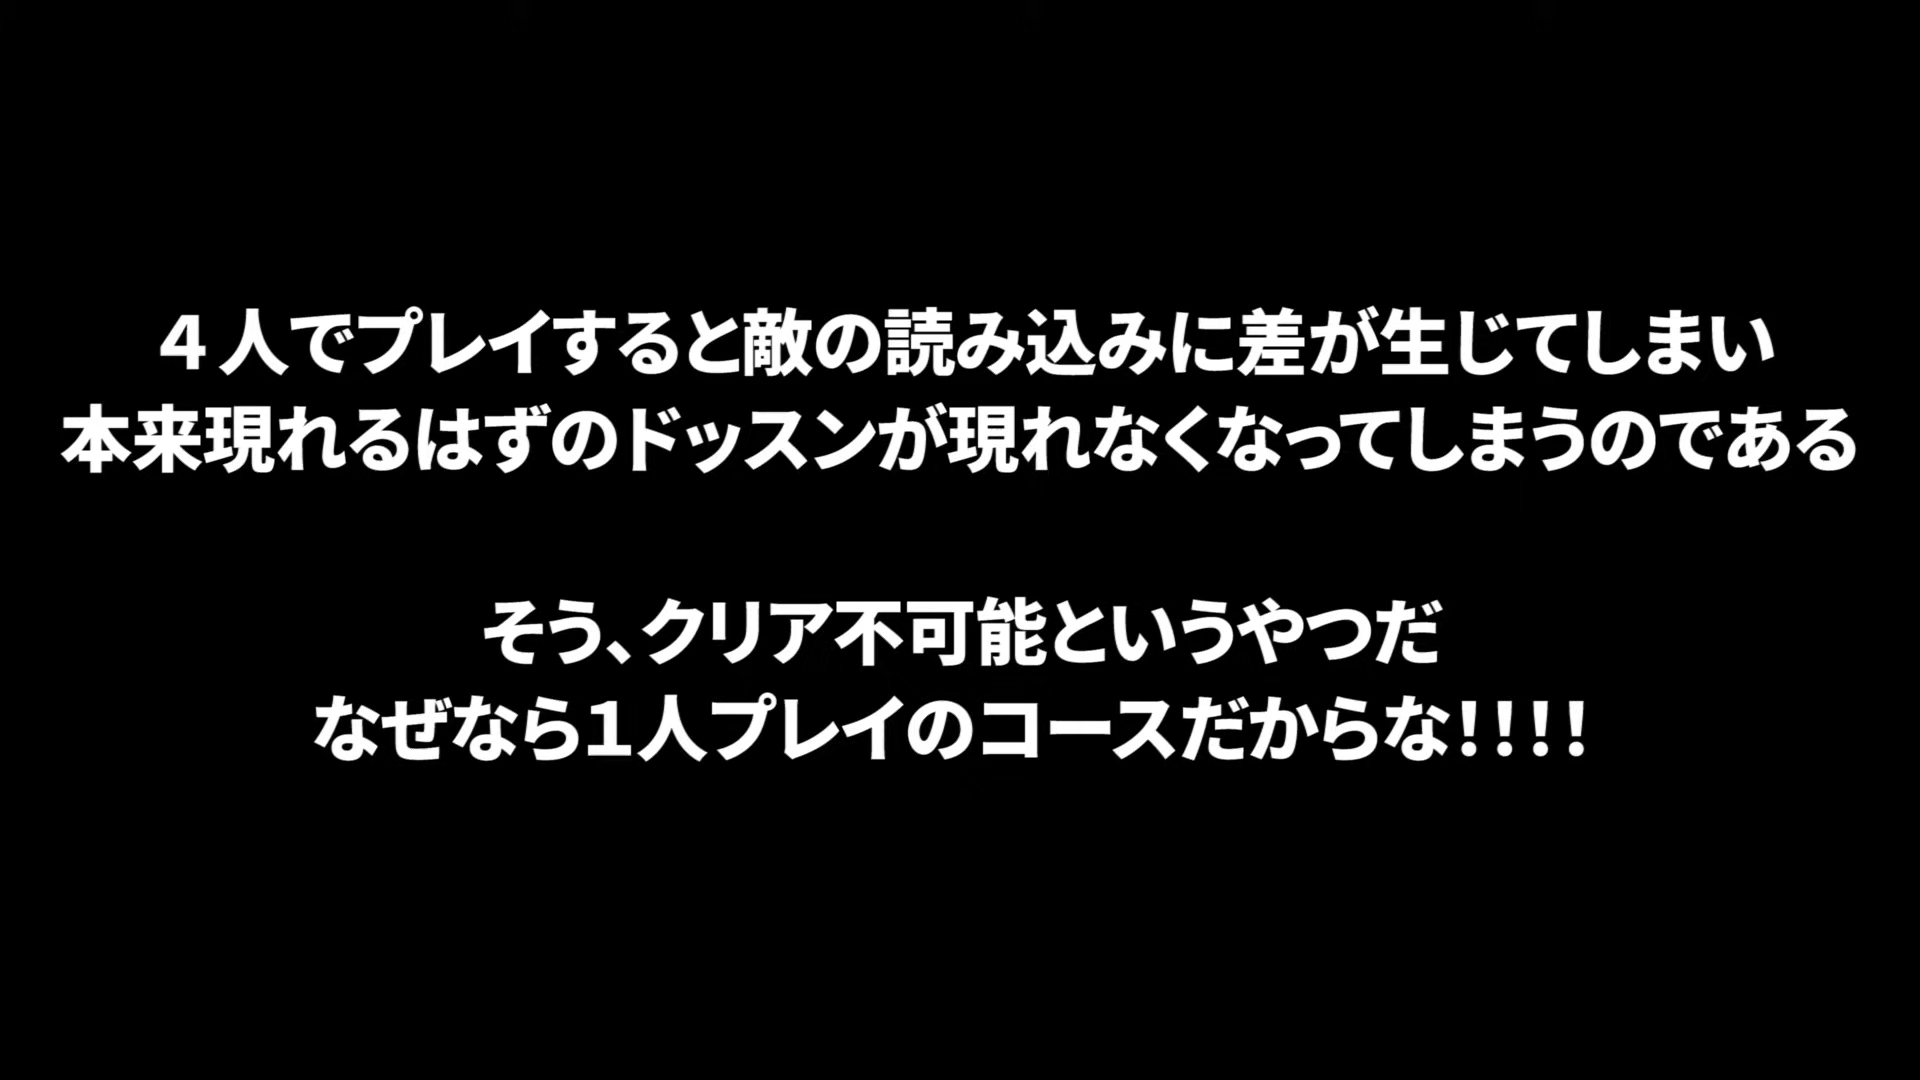 ４人でプレイすると敵の読み込みに差が生じてしまい
本来現れるはずのドッスンが現れなくなってしまうのである
そう、クリア不可能というやつだ
なぜなら１人プレイのコースだからな！！！！